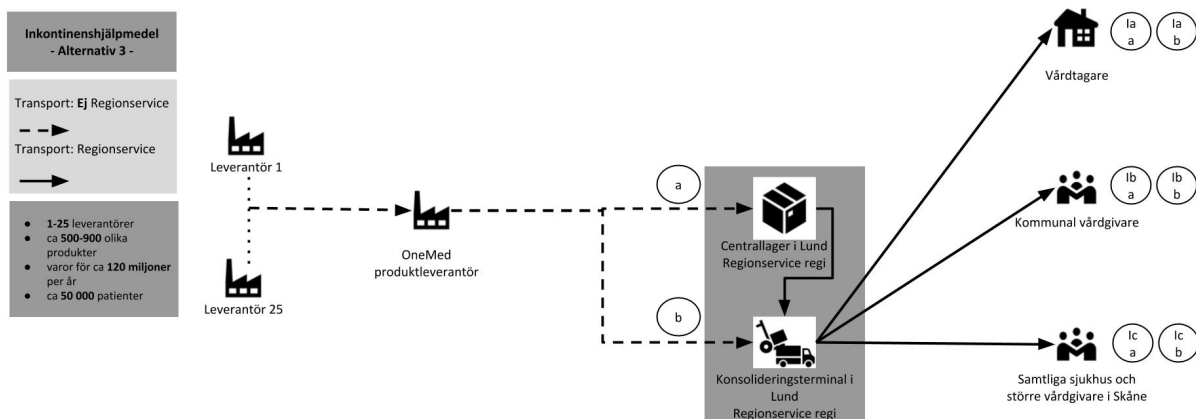 Inkontinenshjälpmedel
- Alternativ 3 -
Transport: Ej Regionservice
Transport: Regionservice
● 1-25 leverantörer
● ca 500-900 olika
produkter
● varor för ca 120 miljoner
per år
● ca 50 000 patienter
Leverantör 1
Leverantör 25
OneMed
produktleverantör
a
b
Centrallager i Lund
Regionservice regi
Konsolideringsterminal i
Lund
Regionservice regi
Ia
a
Ia
b
Vårdtagare
Ib
a
Ib
b
Kommunal vårdgivare
Ic
a
Ic
b
Samtliga sjukhus och
större vårdgivare i Skåne